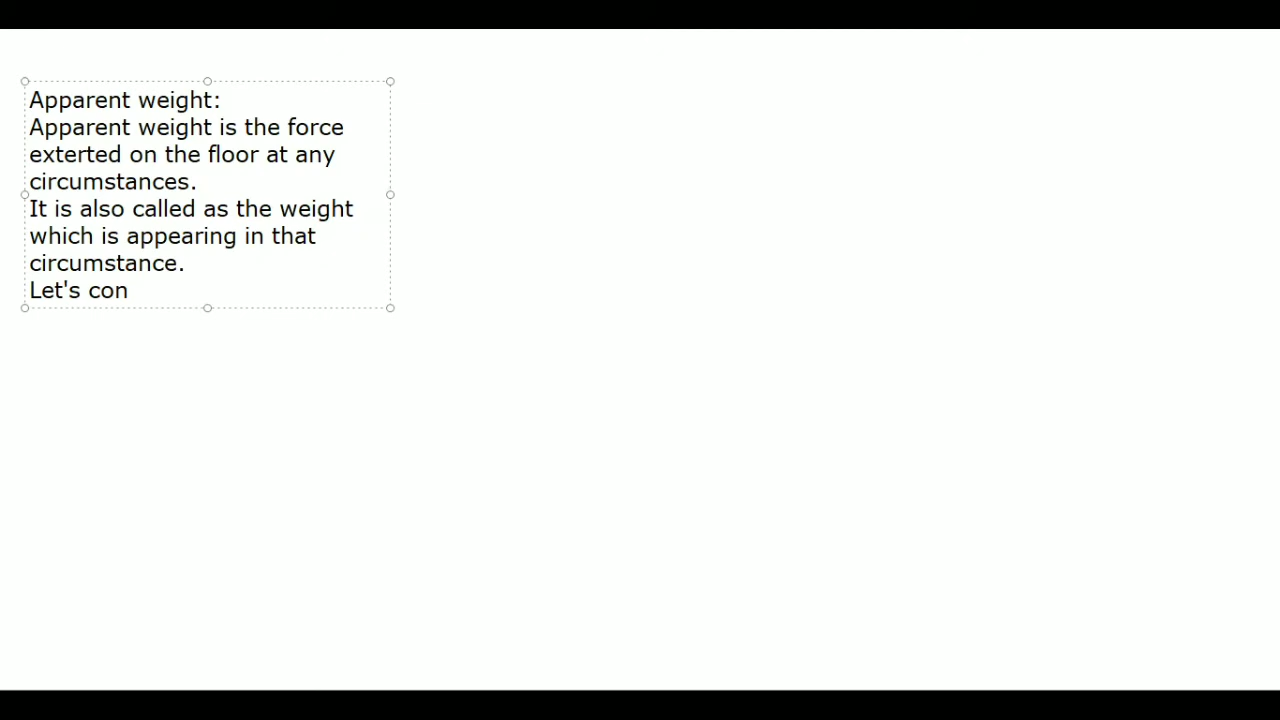 Apparent weight:
Apparent weight is the force
exterted on the floor at any
circumstances.
It is also called as the weight
which is appearing in that
circumstance.
Let's con